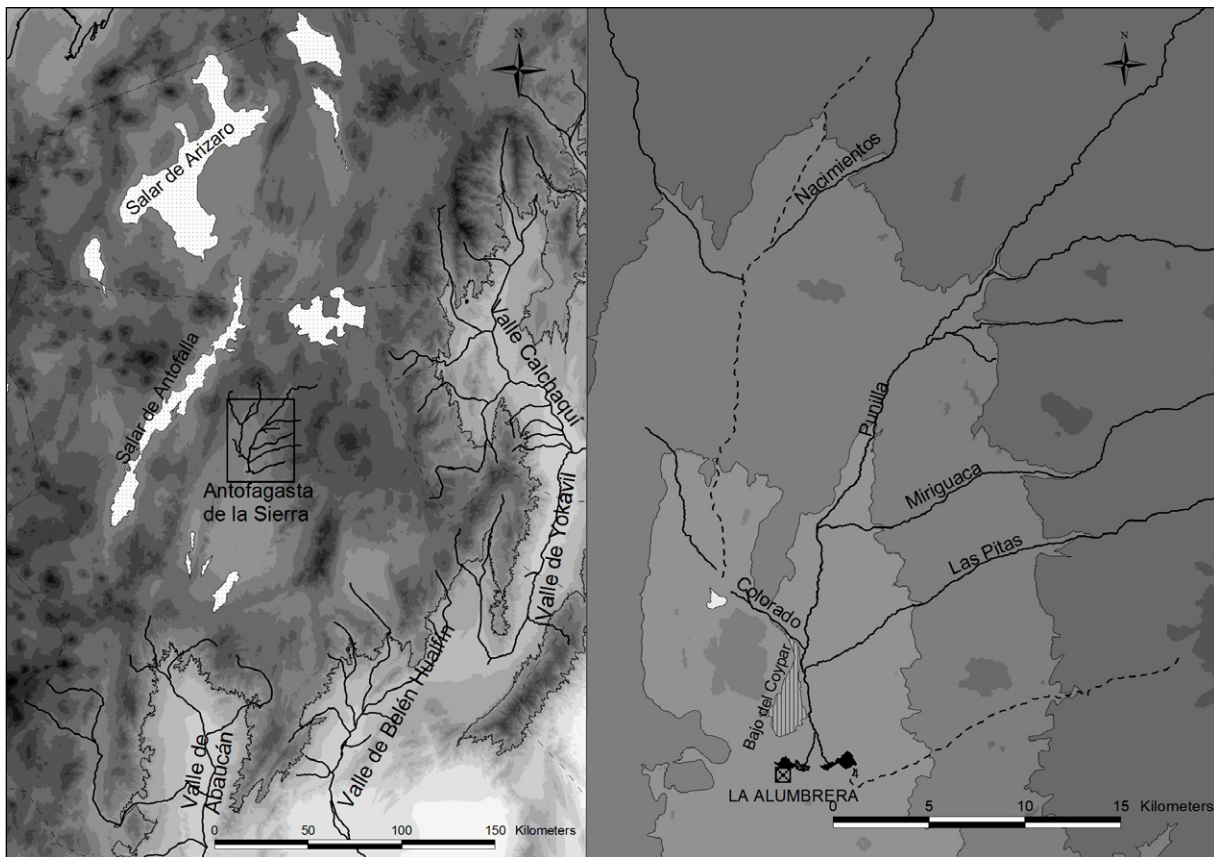 N
Salar de Arizaro
Salar de Antofalla
Valle Calchaquí
Antofagasta
de la Sierra
Valle de Yokavil
Valle de Belén Hualfín
Valle de
Abaucán
0 50 100 150 Kilometers
N
Nacimientos
Punilla
Miriguaca
Las Pitas
Colorado
Bajo del Coypar
LA ALUMBRERA
0 5 10 15 Kilometers